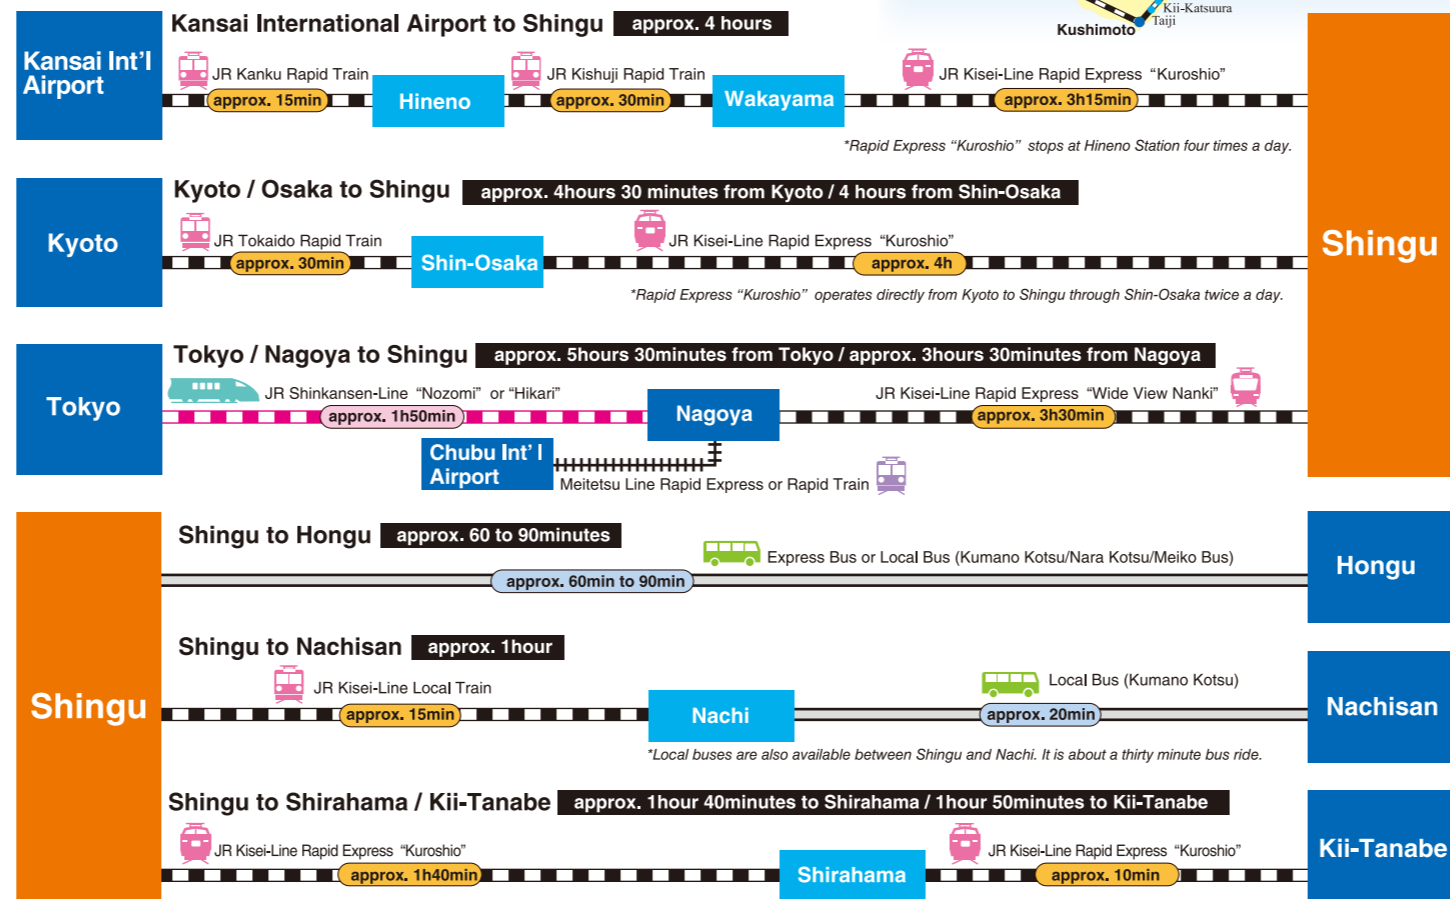 Kii-Katsuura
Taiji
Kushimoto
Kansai International Airport to Shingu approx. 4 hours
Kansai Int'l
Airport
JR Kanku Rapid Train
JR Kishuji Rapid Train
JR Kisei-Line Rapid Express “Kuroshio”
approx. 15min
Hineno
approx. 30min
Wakayama
approx. 3h15min
*Rapid Express “Kuroshio” stops at Hineno Station four times a day.
Kyoto / Osaka to Shingu approx. 4hours 30 minutes from Kyoto / 4 hours from Shin-Osaka
Kyoto
JR Tokaido Rapid Train
JR Kisei-Line Rapid Express “Kuroshio”
Shingu
approx. 30min
Shin-Osaka
approx. 4h
*Rapid Express “Kuroshio” operates directly from Kyoto to Shingu through Shin-Osaka twice a day.
Tokyo / Nagoya to Shingu approx. 5hours 30minutes from Tokyo / approx. 3hours 30minutes from Nagoya
Tokyo
JR Shinkansen-Line “Nozomi” or “Hikari”
JR Kisei-Line Rapid Express “Wide View Nanki”
approx. 1h50min
Nagoya
approx. 3h30min
Chubu Int' l
Airport
Meitetsu Line Rapid Express or Rapid Train
Shingu to Hongu approx. 60 to 90minutes
Express Bus or Local Bus (Kumano Kotsu/Nara Kotsu/Meiko Bus)
Hongu
approx. 60min to 90min
Shingu to Nachisan approx. 1hour
JR Kisei-Line Local Train
Local Bus (Kumano Kotsu)
Shingu
approx. 15min
Nachi
approx. 20min
Nachisan
*Local buses are also available between Shingu and Nachi. It is about a thirty minute bus ride.
Shingu to Shirahama / Kii-Tanabe approx. 1hour 40minutes to Shirahama / 1hour 50minutes to Kii-Tanabe
JR Kisei-Line Rapid Express “Kuroshio”
JR Kisei-Line Rapid Express “Kuroshio”
Kii-Tanabe
approx. 1h40min
Shirahama
approx. 10min